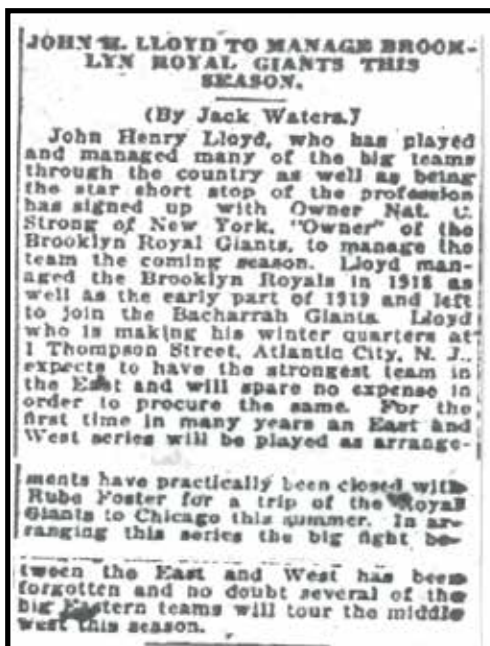 JOHN H. LLOYD TO MANAGE BROOK-
LYN ROYAL GIANTS THIS
SEASON.
(By Jack Waters.)
John Henry Lloyd, who has played
and managed many of the big teams
through the country as well as being
the star short stop of the profession
has signed up with Owner Nat. C.
Strong of New York, "Owner" of the
Brooklyn Royal Giants, to manage the
team the coming season. Lloyd man-
aged the Brooklyn Royals in 1918 as
well as the early part of 1919 and left
to join the Bacharrah Giants. Lloyd
who is making his winter quarters at
1 Thompson Street, Atlantic City, N. J.,
expects to have the strongest team in
the East and will spare no expense in
order to procure the same. For the
first time in many years an East and
West series will be played as arrange-
ments have practically been closed with
Rube Foster for a trip of the Royal
Giants to Chicago this summer. In ar-
ranging this series the big fight be-
tween the East and West has been
forgotten and no doubt several of the
big Eastern teams will tour the middle
west this season.